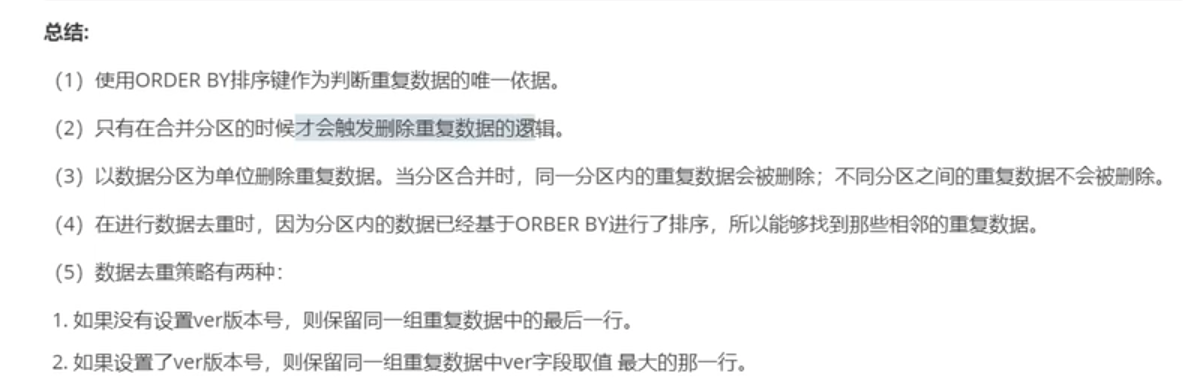 总结:
（1）使用ORDER BY排序键作为判断重复数据的唯一依据。
（2）只有在合并分区的时候才会触发删除重复数据的逻辑。
（3）以数据分区为单位删除重复数据。当分区合并时，同一分区内的重复数据会被删除；不同分区之间的重复数据不会被删除。
（4）在进行数据去重时，因为分区内的数据已经基于ORBER BY进行了排序，所以能够找到那些相邻的重复数据。
（5）数据去重策略有两种：
1. 如果没有设置ver版本号，则保留同一组重复数据中的最后一行。
2. 如果设置了ver版本号，则保留同一组重复数据中ver字段取值 最大的那一行。